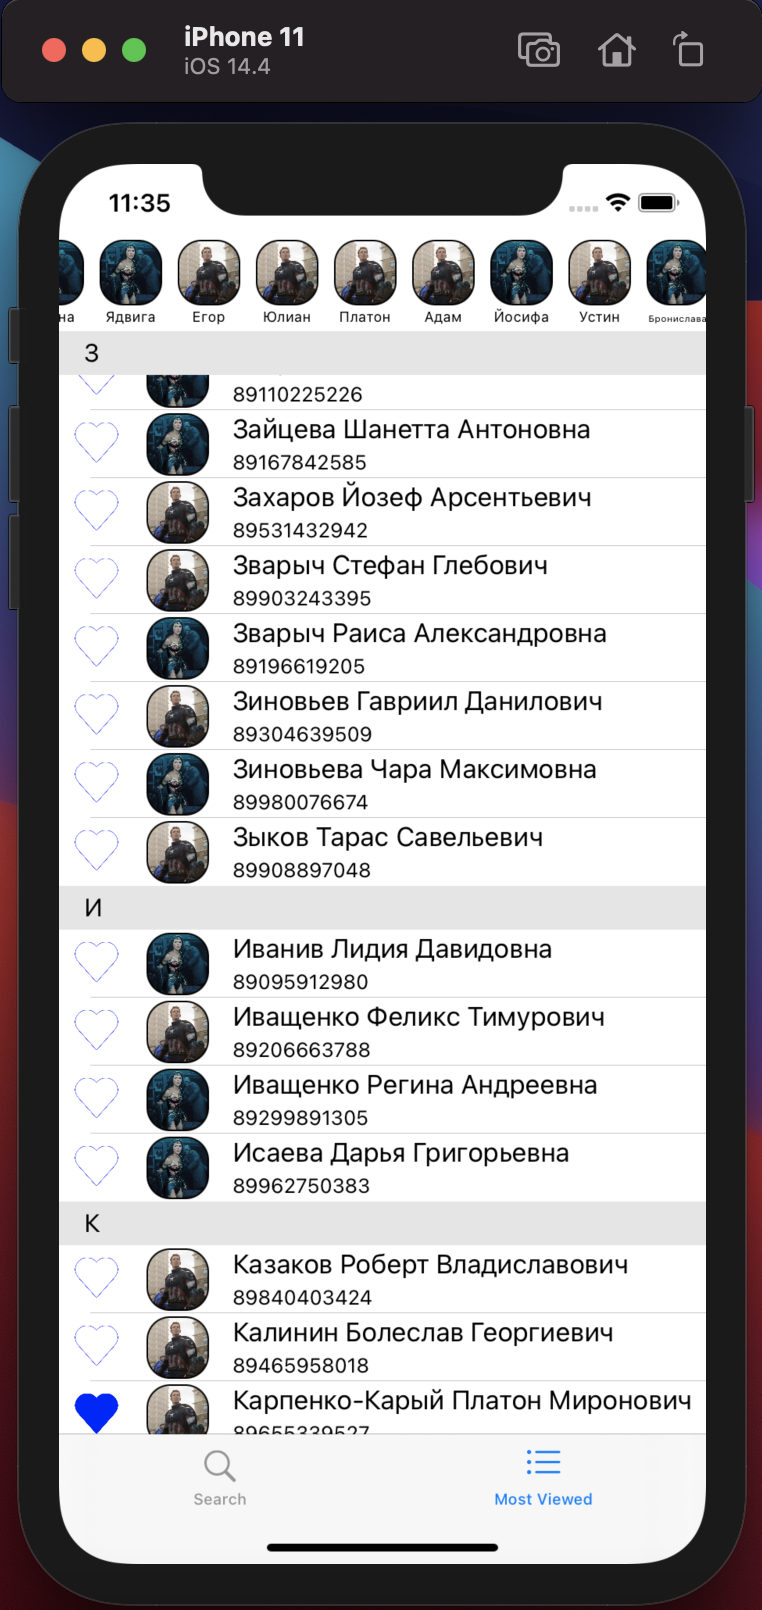 iPhone 11
iOS 14.4
11:35
на Ядвига Егор Юлиан Платон Адам Йосифа Устин Бронислава
З
89110225226
Зайцева Шанетта Антоновна
89167842585
Захаров Йозеф Арсентьевич
89531432942
Зварыч Стефан Глебович
89903243395
Зварыч Раиса Александровна
89196619205
Зиновьев Гавриил Данилович
89304639509
Зиновьева Чара Максимовна
89980076674
Зыков Тарас Савельевич
89908897048
И
Иванив Лидия Давидовна
89095912980
Иващенко Феликс Тимурович
89206663788
Иващенко Регина Андреевна
89299891305
Исаева Дарья Григорьевна
89962750383
К
Казаков Роберт Владиславович
89840403424
Калинин Болеслав Георгиевич
89465958018
Карпенко-Карый Платон Миронович
89655339527
Search
Most Viewed